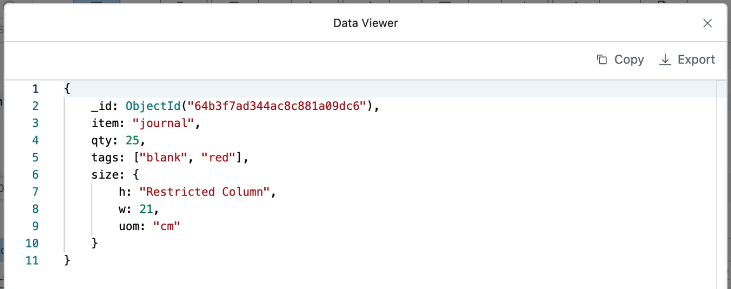 Data Viewer
Copy Export
1 {
2 _id: ObjectId("64b3f7ad344ac8c881a09dc6"),
3 item: "journal",
4 qty: 25,
5 tags: ["blank", "red"],
6 size: {
7 h: "Restricted Column",
8 w: 21,
9 uom: "cm"
10 }
11 }